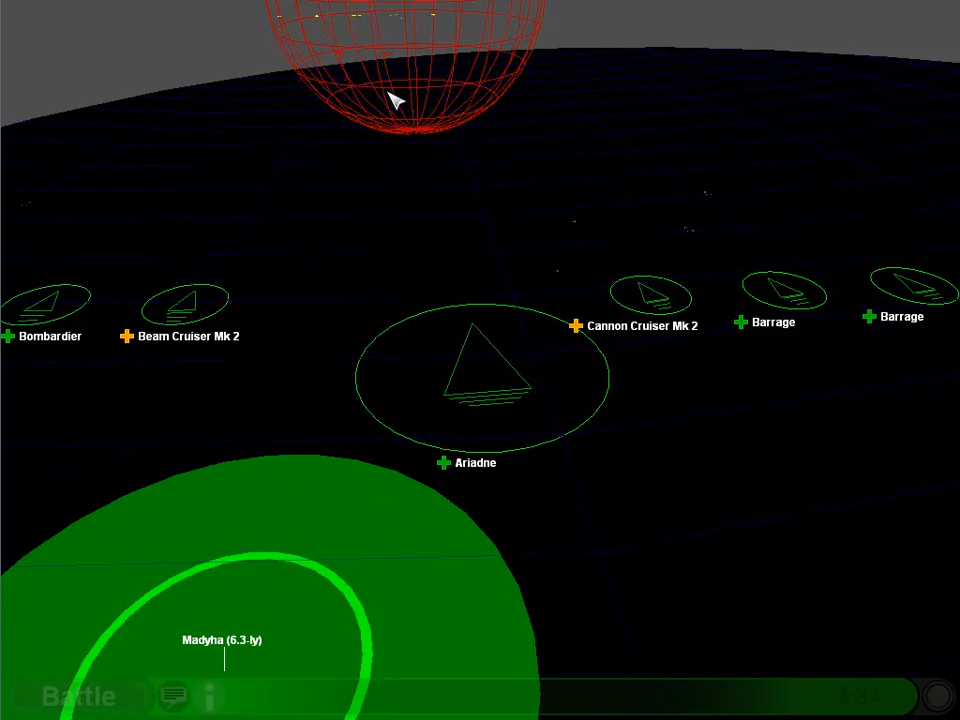 Bombardier
Beam Cruiser Mk 2
Cannon Cruiser Mk 2
Barrage
Barrage
Ariadne
Madyha (6.3-ly)
Battle